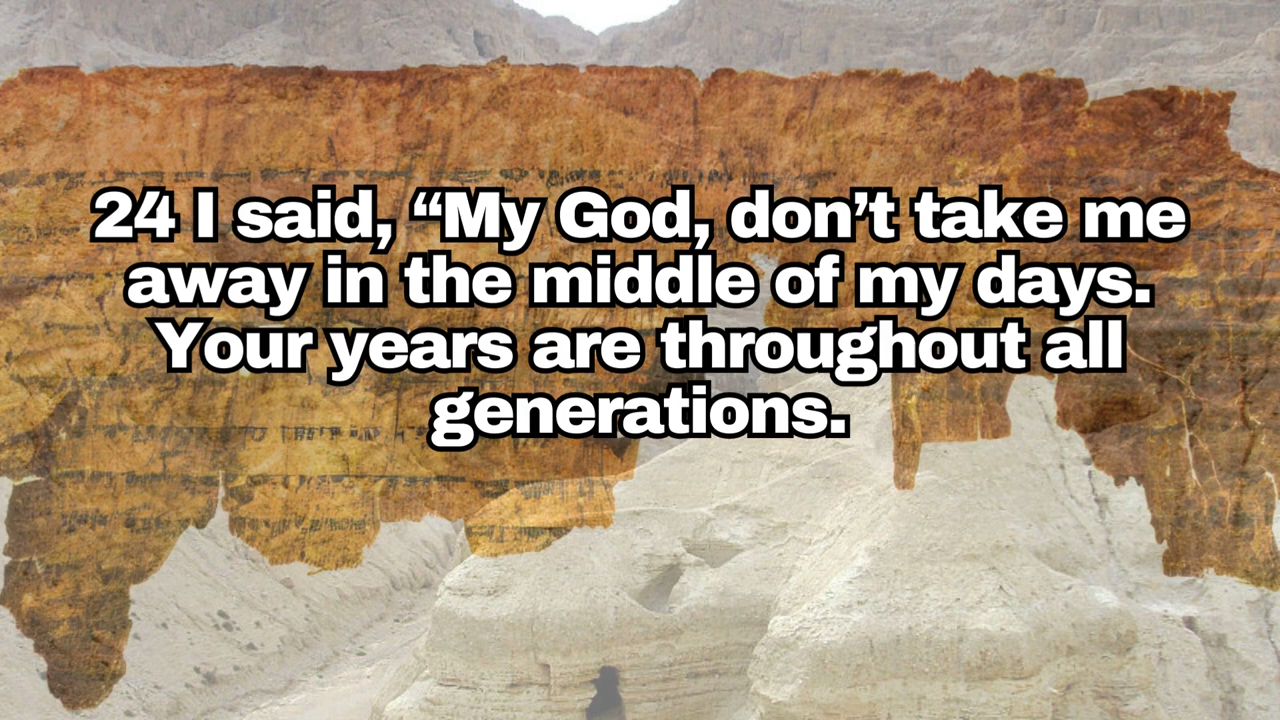 24 I said, “My God, don’t take me
away in the middle of my days.
Your years are throughout all
generations.